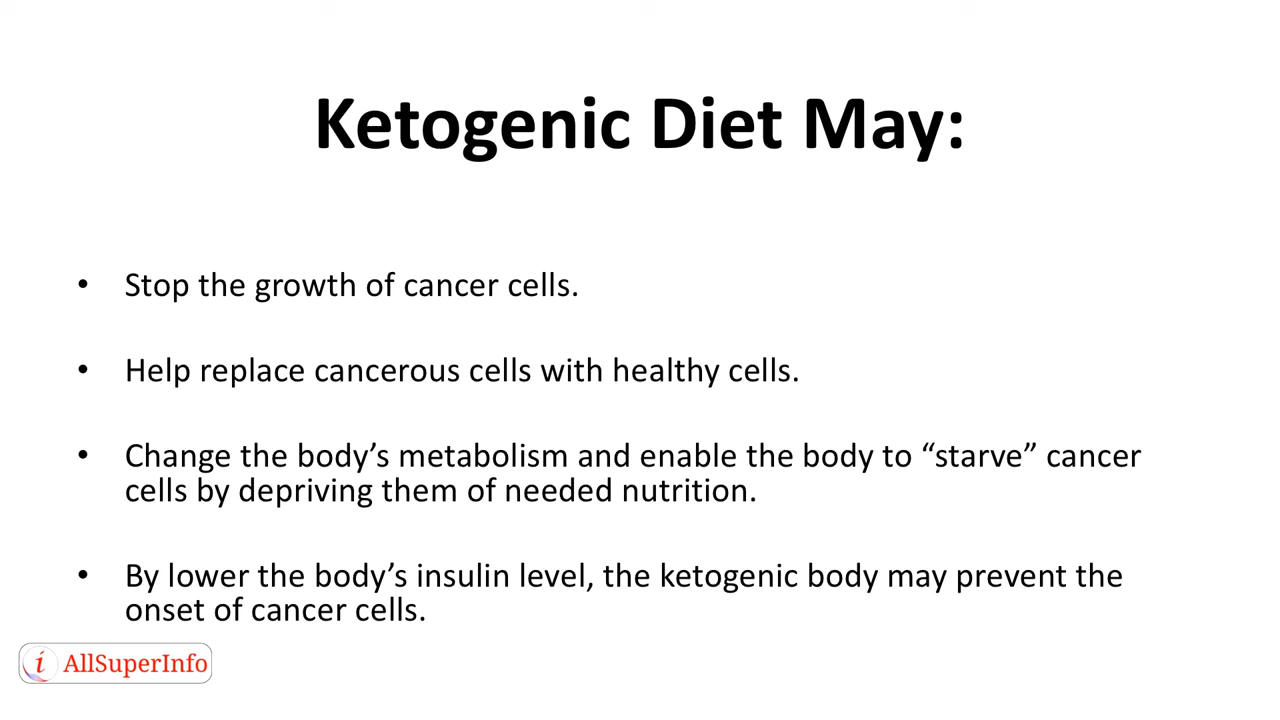 Ketogenic Diet May:
• Stop the growth of cancer cells.
• Help replace cancerous cells with healthy cells.
• Change the body’s metabolism and enable the body to “starve” cancer
cells by depriving them of needed nutrition.
• By lower the body’s insulin level, the ketogenic body may prevent the
onset of cancer cells.
i AllSuperInfo